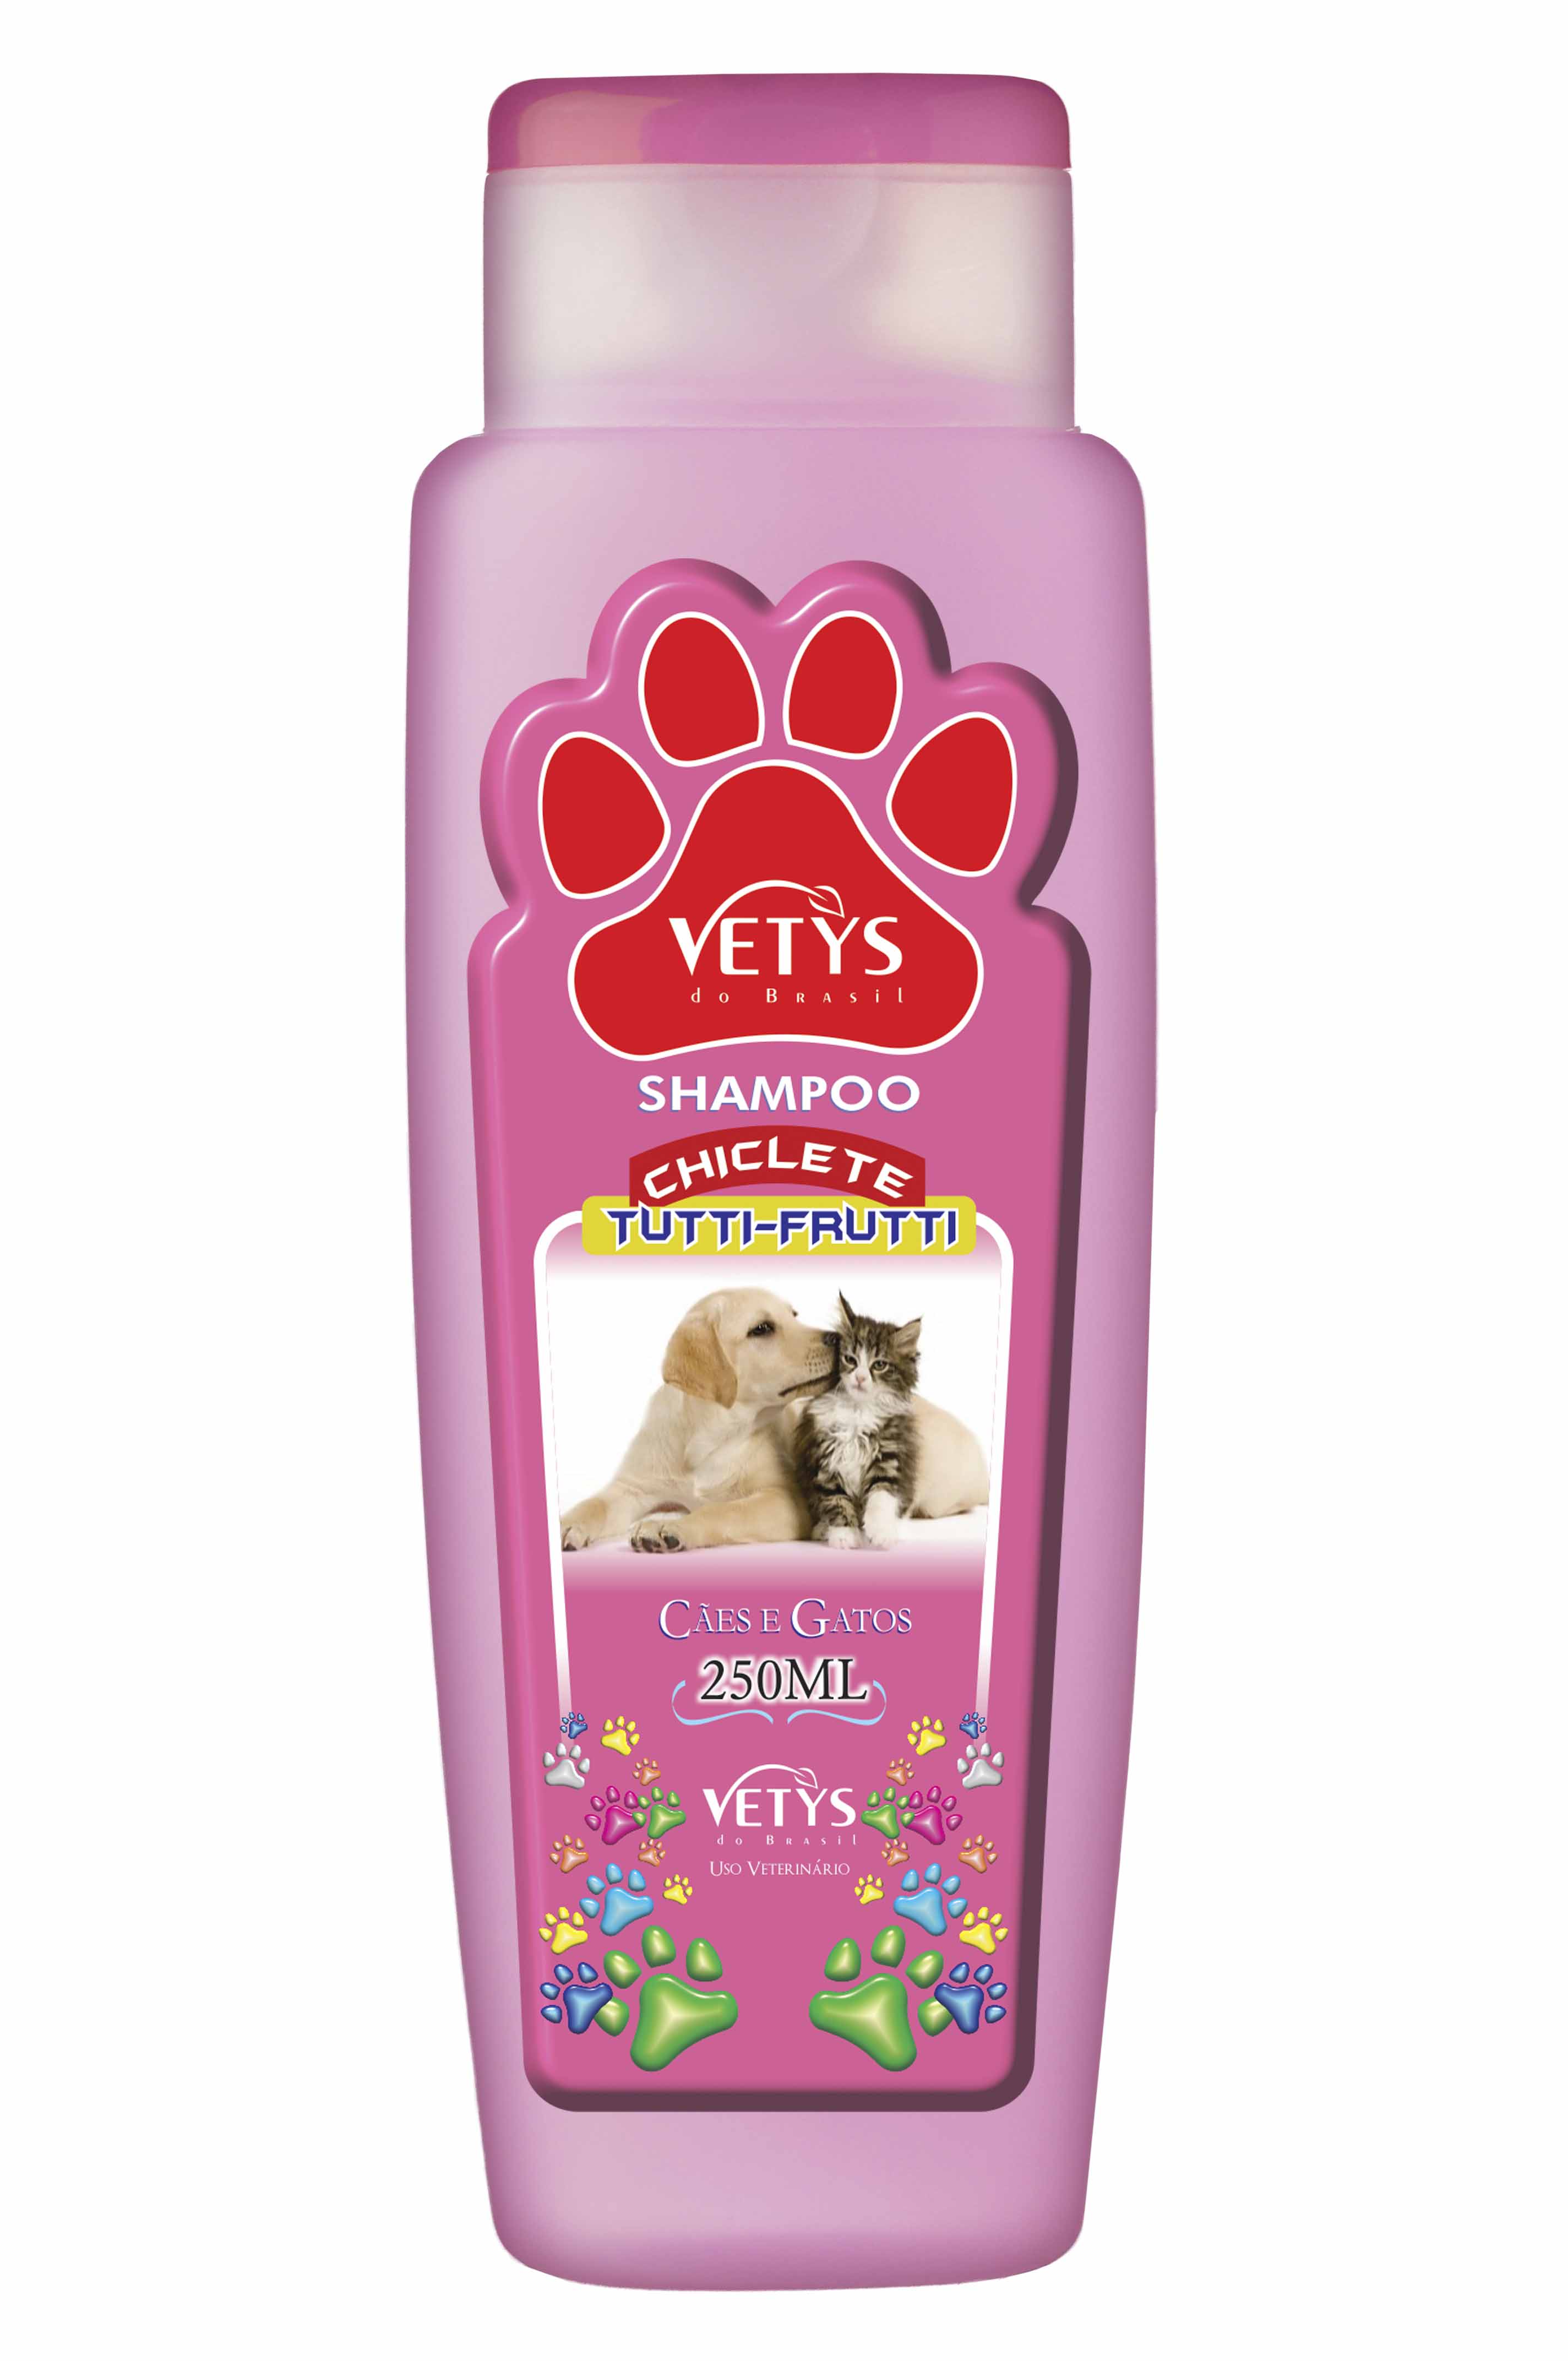 VETYS
do BRASIL
SHAMPOO
CHICLETE
TUTTI-FRUTTI
CÃES E GATOS
250ML
VETYS
do BRASIL
USO VETERINÁRIO